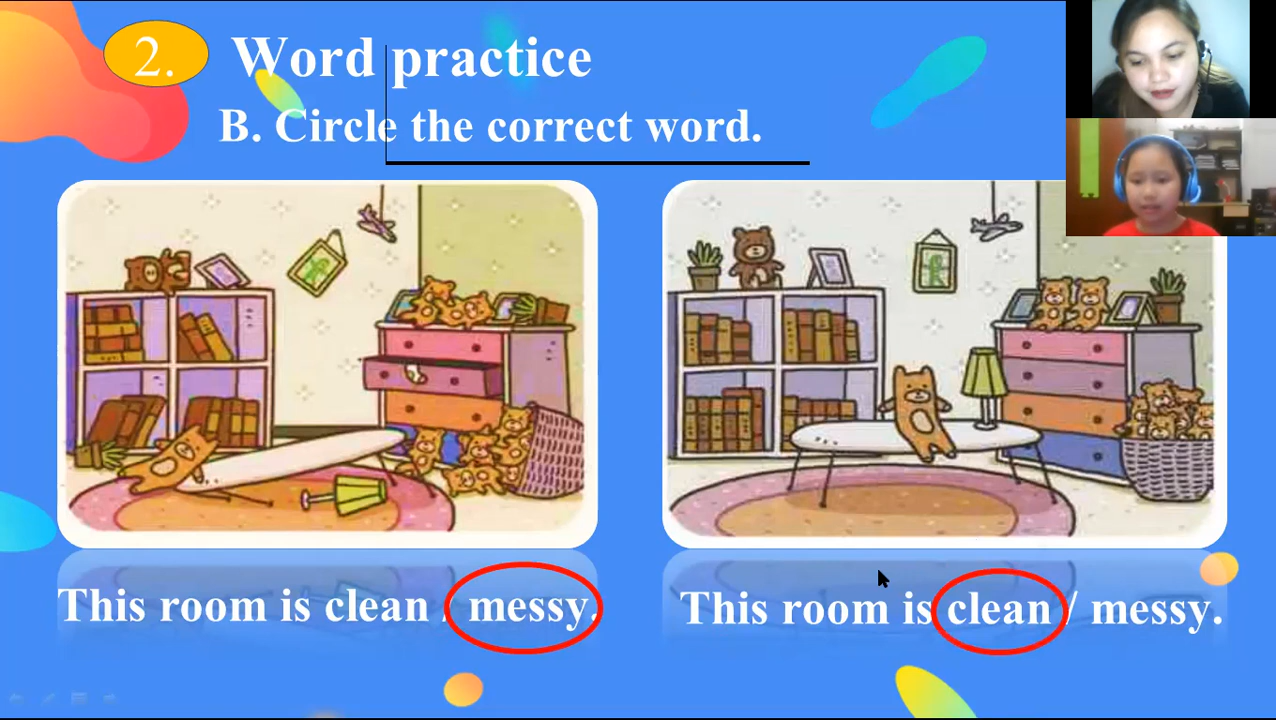 2. Word practice
B. Circle the correct word.
This room is clean / messy.
This room is clean / messy.